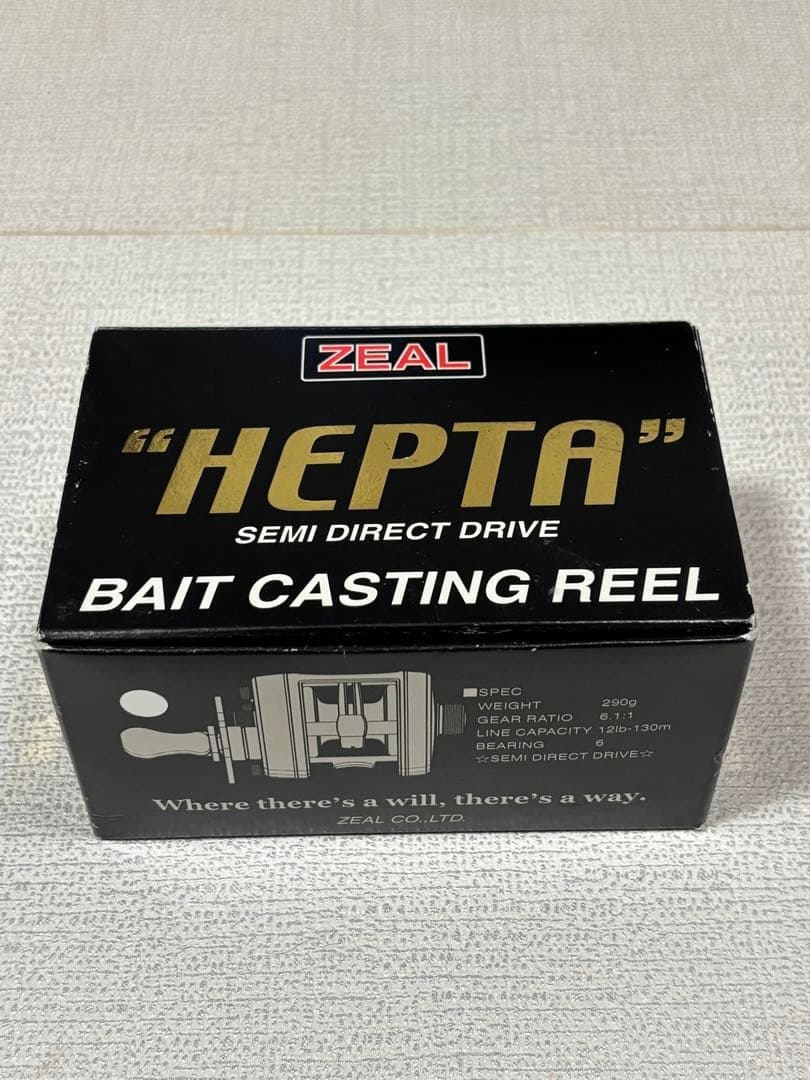 ZEAL
“HEPTA”
SEMI DIRECT DRIVE
BAIT CASTING REEL
■SPEC
WEIGHT 290g
GEAR RATIO 6.1:1
LINE CAPACITY 12lb-130m
BEARING 6
☆SEMI DIRECT DRIVE☆
Where there's a will, there's a way.
ZEAL CO.,LTD.